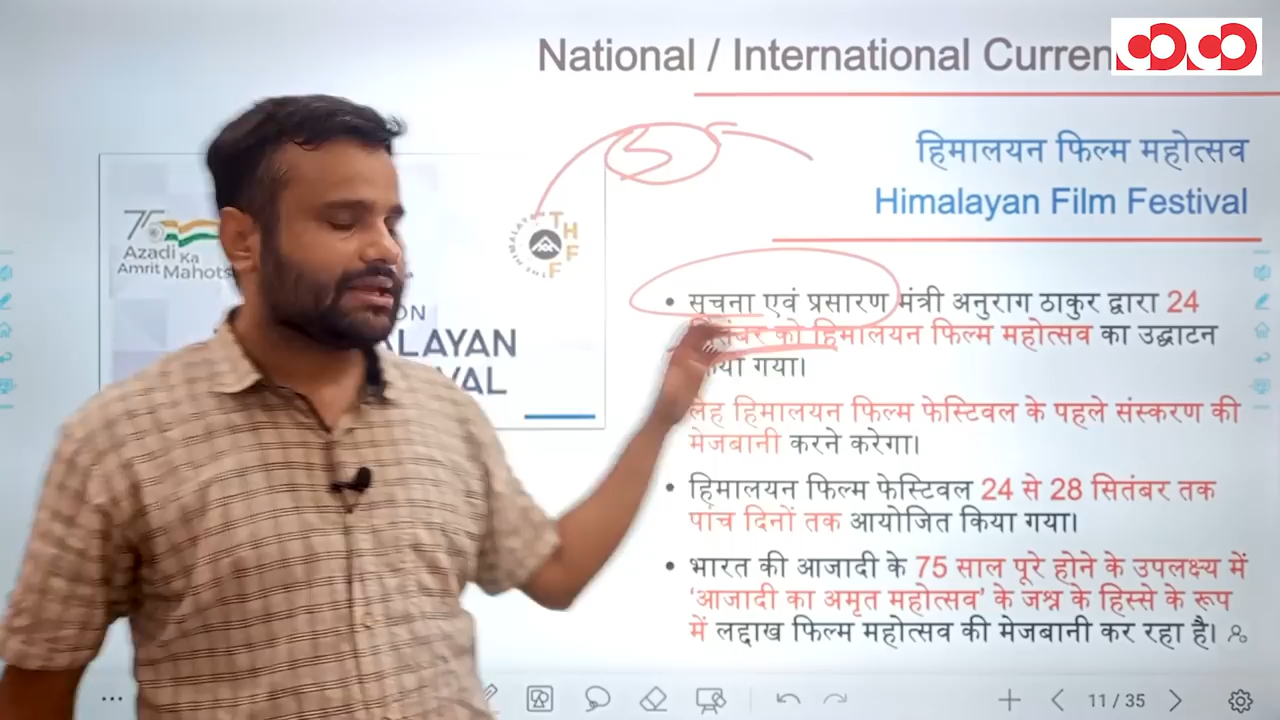 National / International Curren
हिमालयन फिल्म महोत्सव
Himalayan Film Festival
5
75
Azadi Ka
Amrit Mahots
THFF
ON
ALAYAN
VAL
• सूचना एवं प्रसारण मंत्री अनुराग ठाकुर द्वारा 24
को हिमालयन फिल्म महोत्सव का उद्घाटन
गया।
लेह हिमालयन फिल्म फेस्टिवल के पहले संस्करण की
मेजबानी करने करेगा।
• हिमालयन फिल्म फेस्टिवल 24 से 28 सितंबर तक
पांच दिनों तक आयोजित किया गया।
• भारत की आजादी के 75 साल पूरे होने के उपलक्ष्य में
‘आजादी का अमृत महोत्सव’ के जश्न के हिस्से के रूप
में लद्दाख फिल्म महोत्सव की मेजबानी कर रहा है।
11 / 35